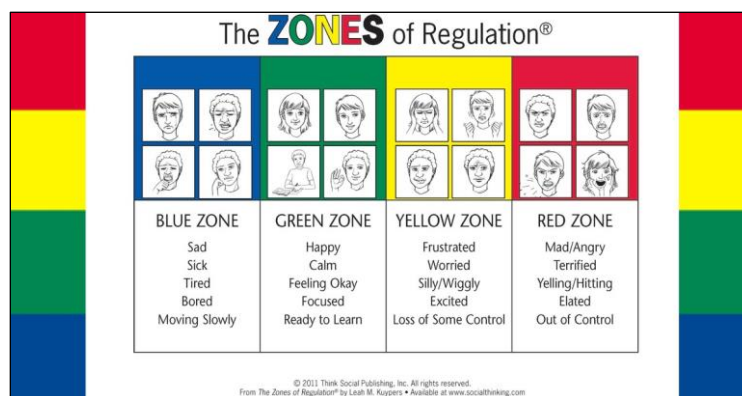 The ZONES of Regulation®
BLUE ZONE
Sad
Sick
Tired
Bored
Moving Slowly
GREEN ZONE
Happy
Calm
Feeling Okay
Focused
Ready to Learn
YELLOW ZONE
Frustrated
Worried
Silly/Wiggly
Excited
Loss of Some Control
RED ZONE
Mad/Angry
Terrified
Yelling/Hitting
Elated
Out of Control
© 2011 Think Social Publishing, Inc. All rights reserved.
From The Zones of Regulation® by Leah M. Kuypers • Available at www.socialthinking.com